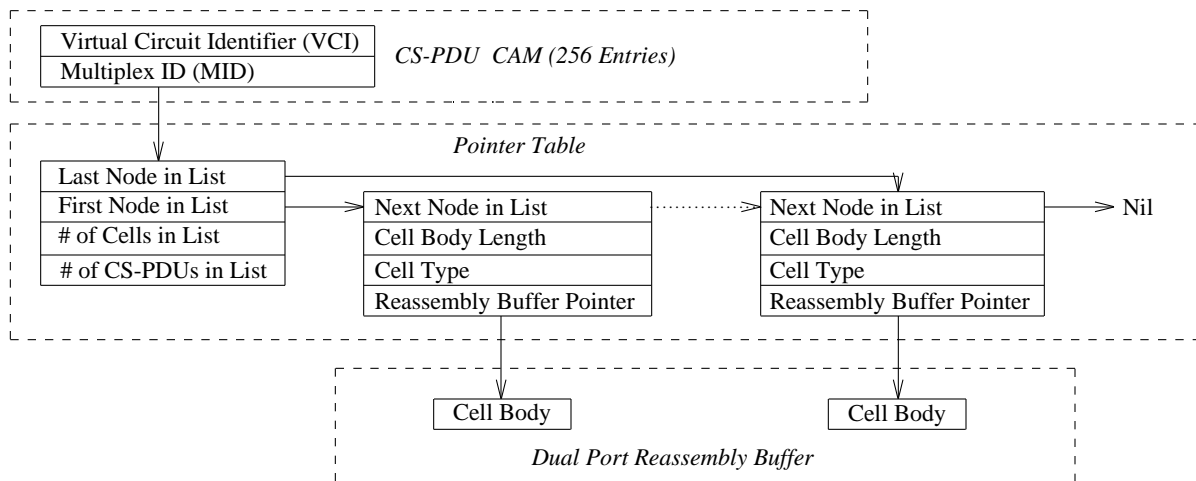 Virtual Circuit Identifier (VCI)
Multiplex ID (MID)
CS-PDU CAM (256 Entries)
Pointer Table
Last Node in List
First Node in List
# of Cells in List
# of CS-PDUs in List
Next Node in List
Cell Body Length
Cell Type
Reassembly Buffer Pointer
Next Node in List
Cell Body Length
Cell Type
Reassembly Buffer Pointer
Nil
Cell Body
Cell Body
Dual Port Reassembly Buffer